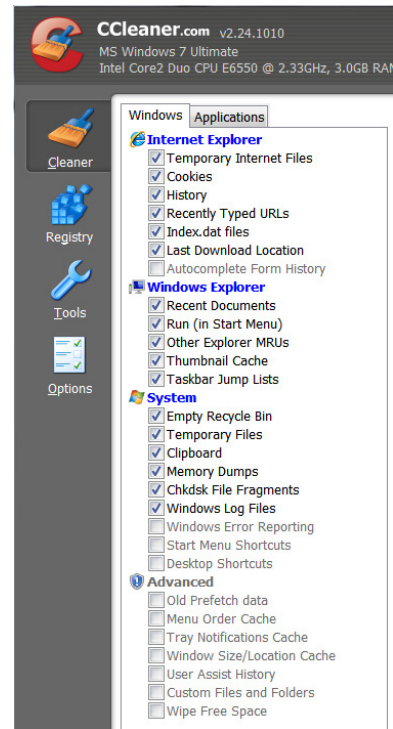 CCleaner.com v2.24.1010
MS Windows 7 Ultimate
Intel Core2 Duo CPU E6550 @ 2.33GHz, 3.0GB RAM
Cleaner
Registry
Tools
Options
Windows
Applications
Internet Explorer
Temporary Internet Files
Cookies
History
Recently Typed URLs
Index.dat files
Last Download Location
Autocomplete Form History
Windows Explorer
Recent Documents
Run (in Start Menu)
Other Explorer MRUs
Thumbnail Cache
Taskbar Jump Lists
System
Empty Recycle Bin
Temporary Files
Clipboard
Memory Dumps
Chkdsk File Fragments
Windows Log Files
Windows Error Reporting
Start Menu Shortcuts
Desktop Shortcuts
Advanced
Old Prefetch data
Menu Order Cache
Tray Notifications Cache
Window Size/Location Cache
User Assist History
Custom Files and Folders
Wipe Free Space